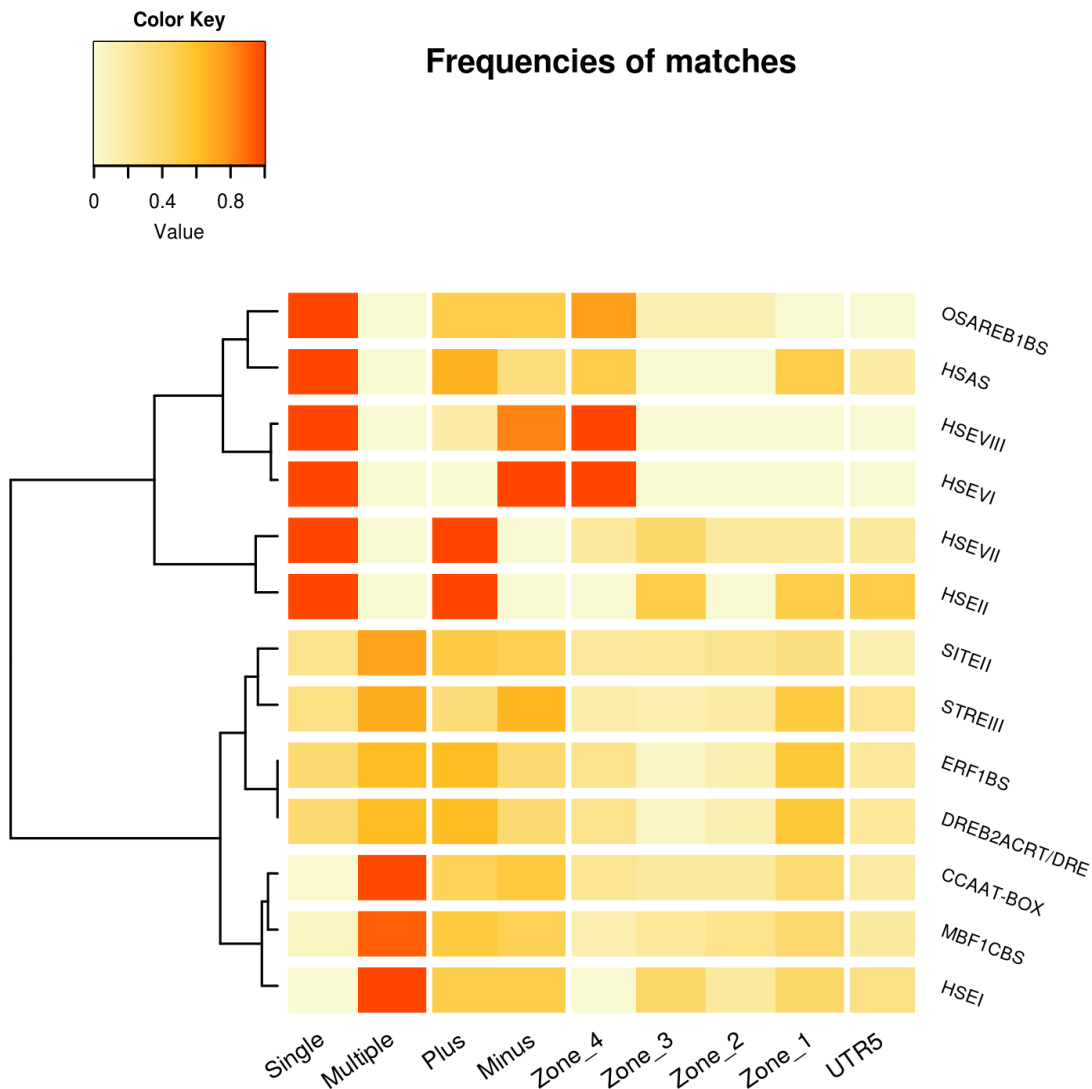 Color Key
Frequencies of matches
0 0.4 0.8
Value
OSAREB1BS
HSAS
HSEVIII
HSEVI
HSEVII
HSEII
SITEII
STREIII
ERF1BS
DREB2ACRT/DRE
CCAAT-BOX
MBF1CBS
HSEI
Single Multiple Plus Minus Zone_4 Zone_3 Zone_2 Zone_1 UTR5